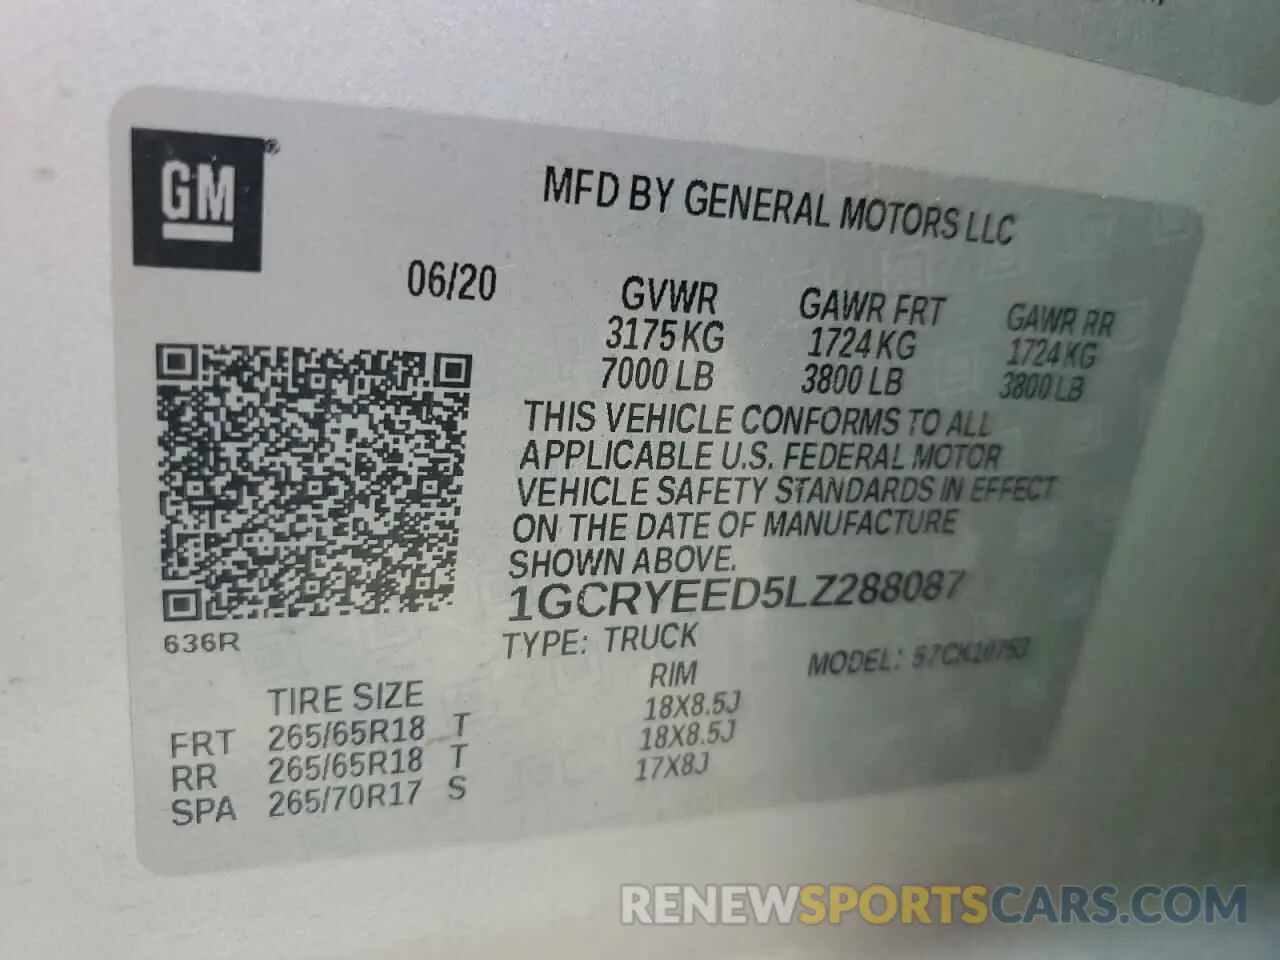 GM®
MFD BY GENERAL MOTORS LLC
06/20
GVWR GAWR FRT GAWR RR
3175 KG 1724 KG 1724 KG
7000 LB 3800 LB 3800 LB
THIS VEHICLE CONFORMS TO ALL
APPLICABLE U.S. FEDERAL MOTOR
VEHICLE SAFETY STANDARDS IN EFFECT
ON THE DATE OF MANUFACTURE
SHOWN ABOVE.
1GCRYEED5LZ288087
636R
TYPE: TRUCK MODEL:
TIRE SIZE RIM
FRT 265/65R18 T 18X8.5J
RR 265/65R18 T 18X8.5J
SPA 265/70R17 S 17X8J
RENEWSPORTSCARS.COM